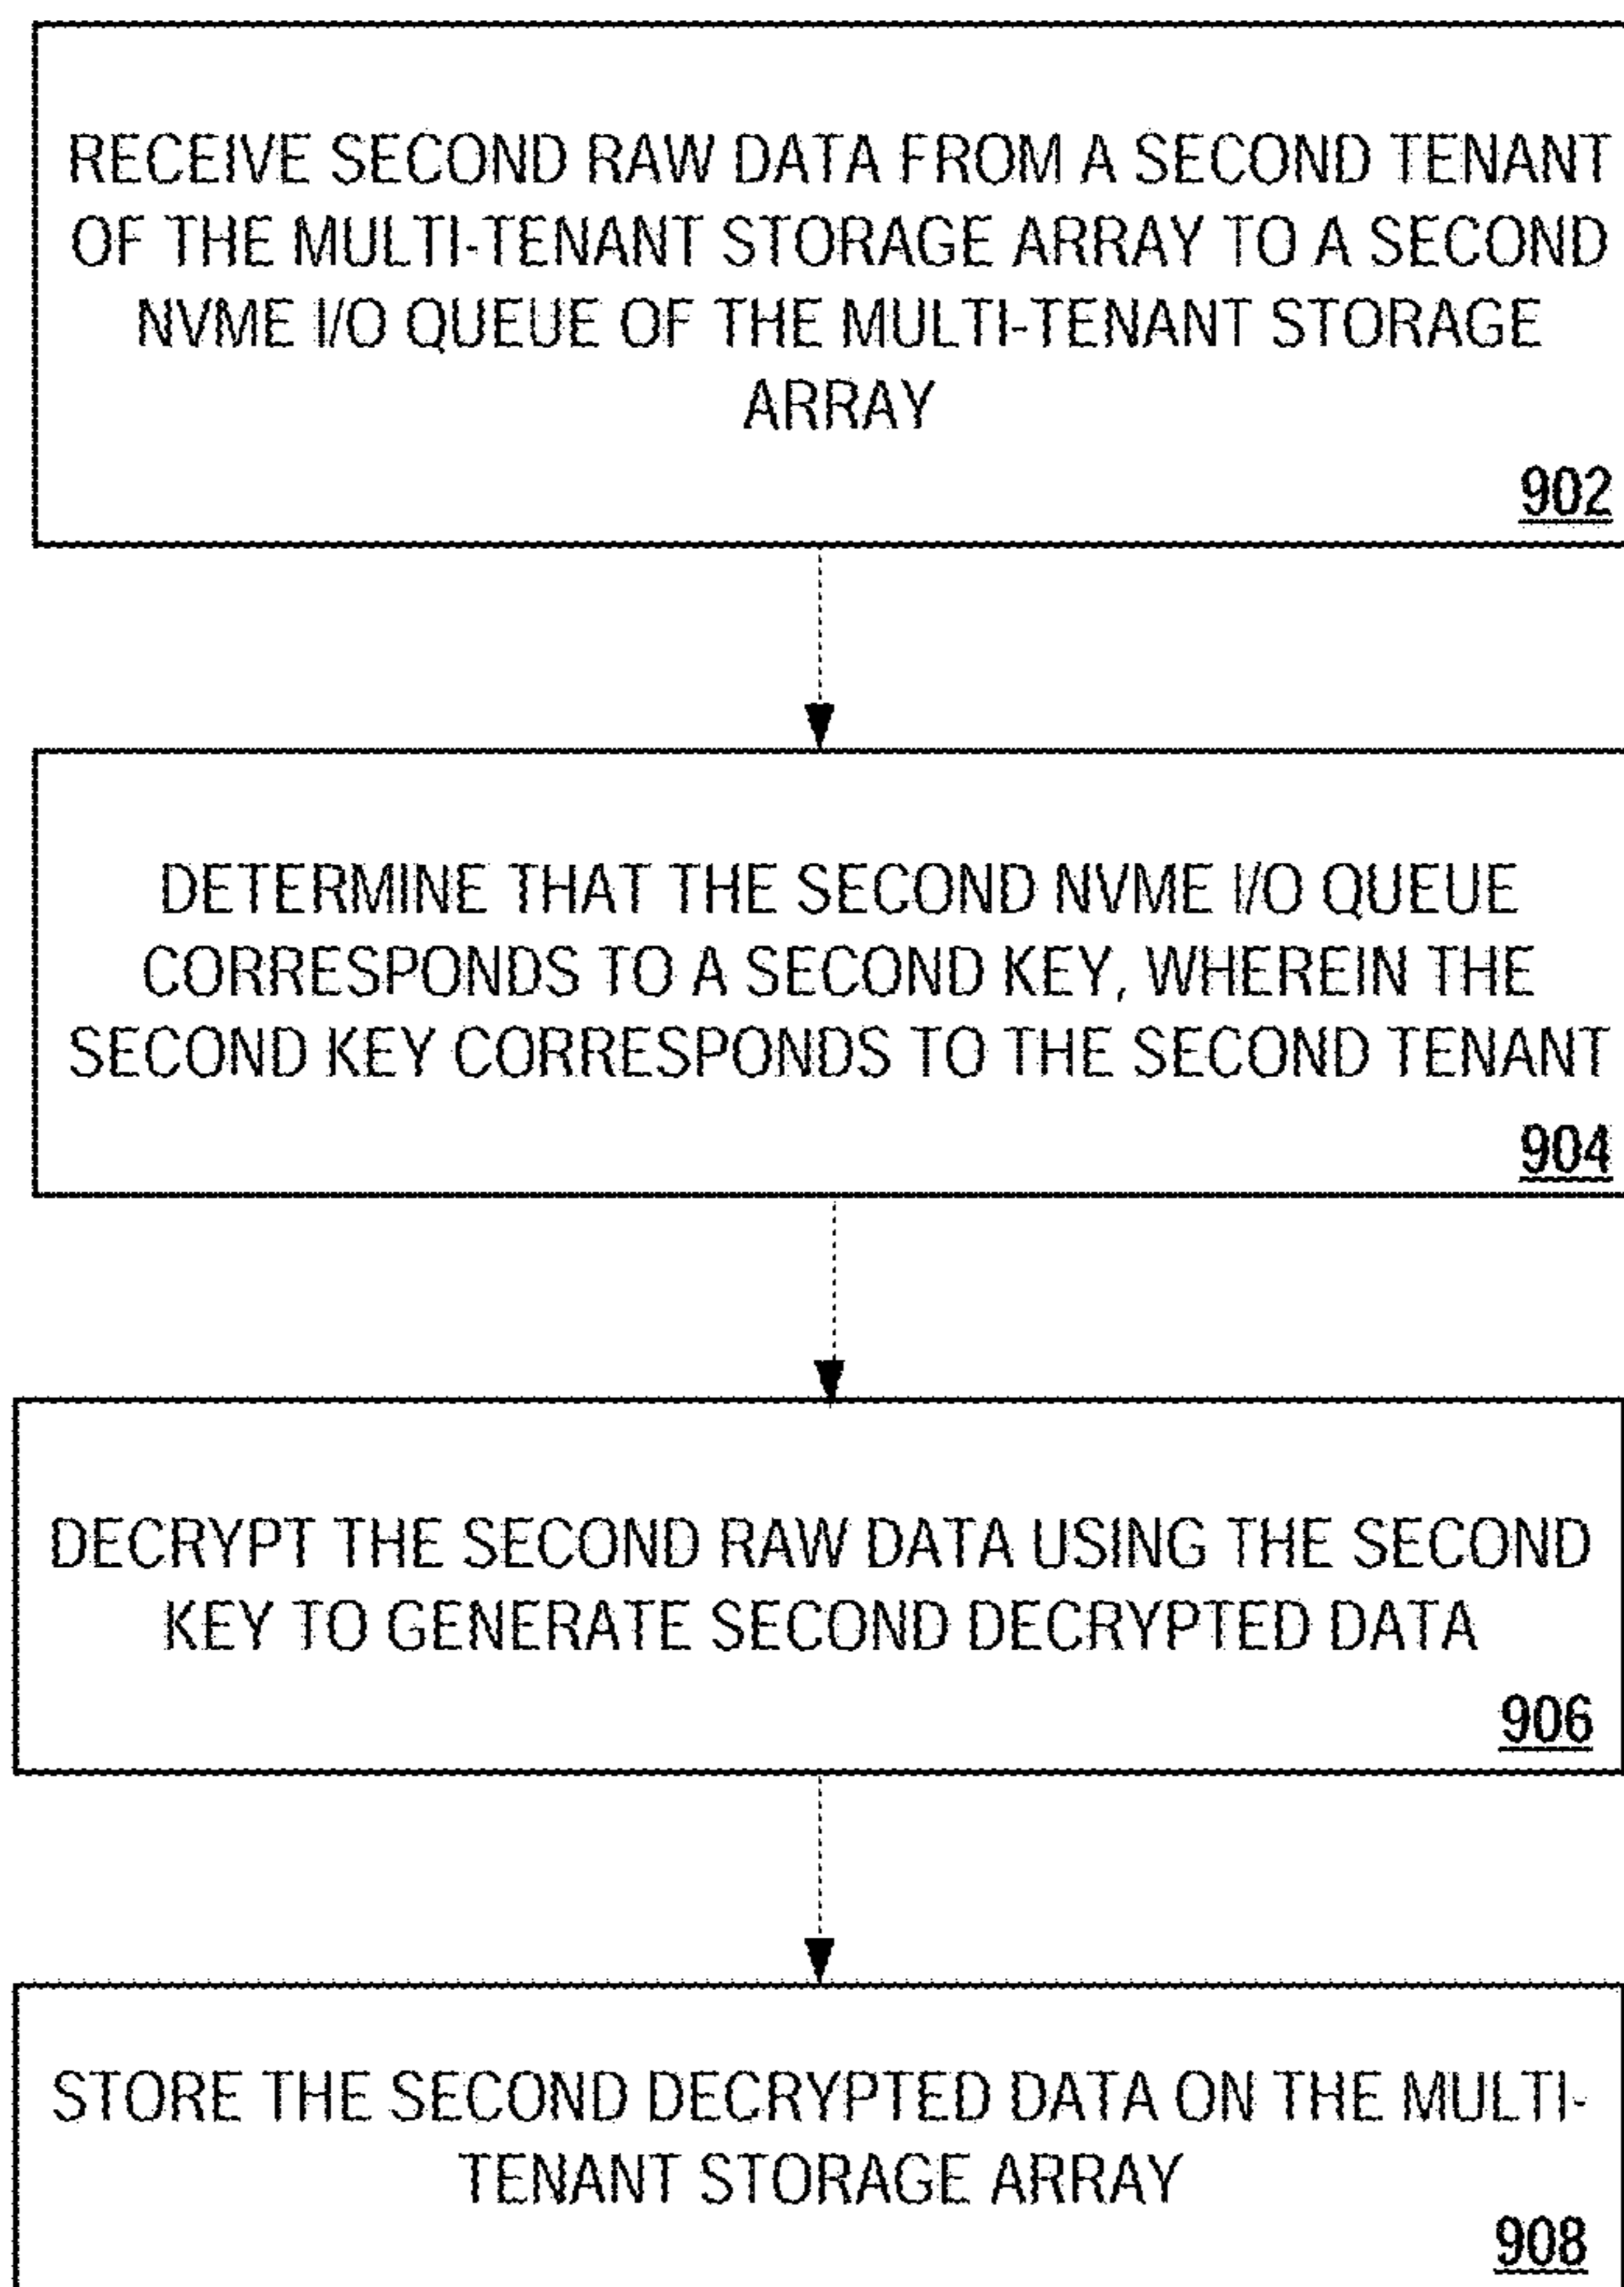 RECEIVE SECOND RAW DATA FROM A SECOND TENANT
OF THE MULTI-TENANT STORAGE ARRAY TO A SECOND
NVME I/O QUEUE OF THE MULTI-TENANT STORAGE
ARRAY
902
DETERMINE THAT THE SECOND NVME I/O QUEUE
CORRESPONDS TO A SECOND KEY, WHEREIN THE
SECOND KEY CORRESPONDS TO THE SECOND TENANT
904
DECRYPT THE SECOND RAW DATA USING THE SECOND
KEY TO GENERATE SECOND DECRYPTED DATA
906
STORE THE SECOND DECRYPTED DATA ON THE MULTI-
TENANT STORAGE ARRAY
908